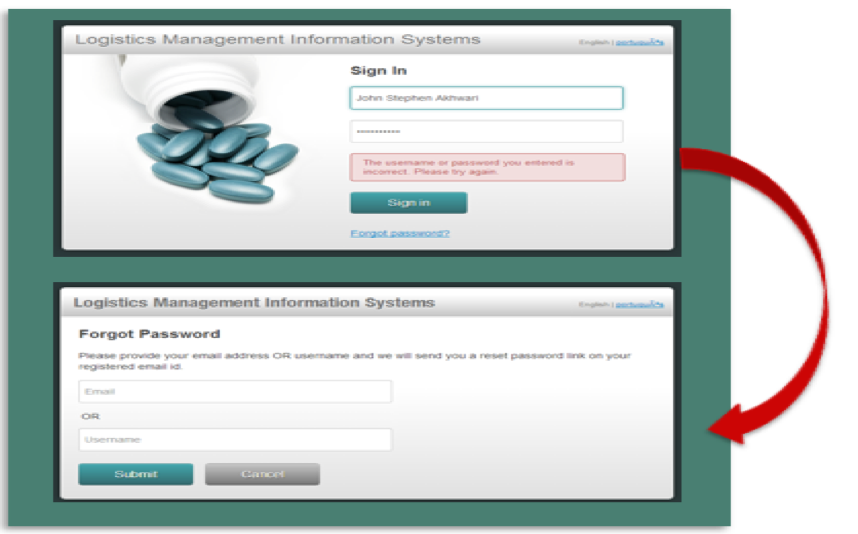 Logistics Management Information Systems
English |
Sign In
John Stephen Akhwari
••••••••••
The username or password you entered is
incorrect. Please try again.
Sign in
Forgot password?
Logistics Management Information Systems
English |
Forgot Password
Please provide your email address OR username and we will send you a reset password link on your
registered email id.
Email
OR
Username
Submit
Cancel